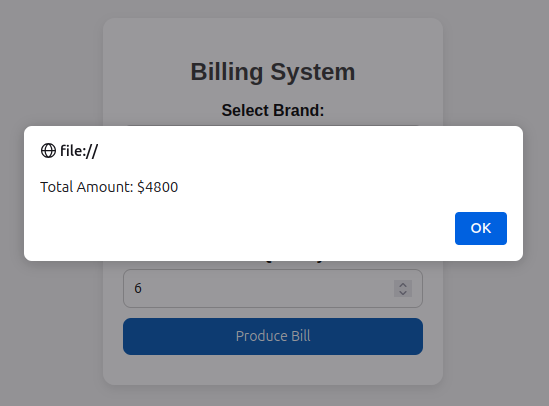 Billing System
Select Brand:
file://
Total Amount: $4800
OK
6
Produce Bill